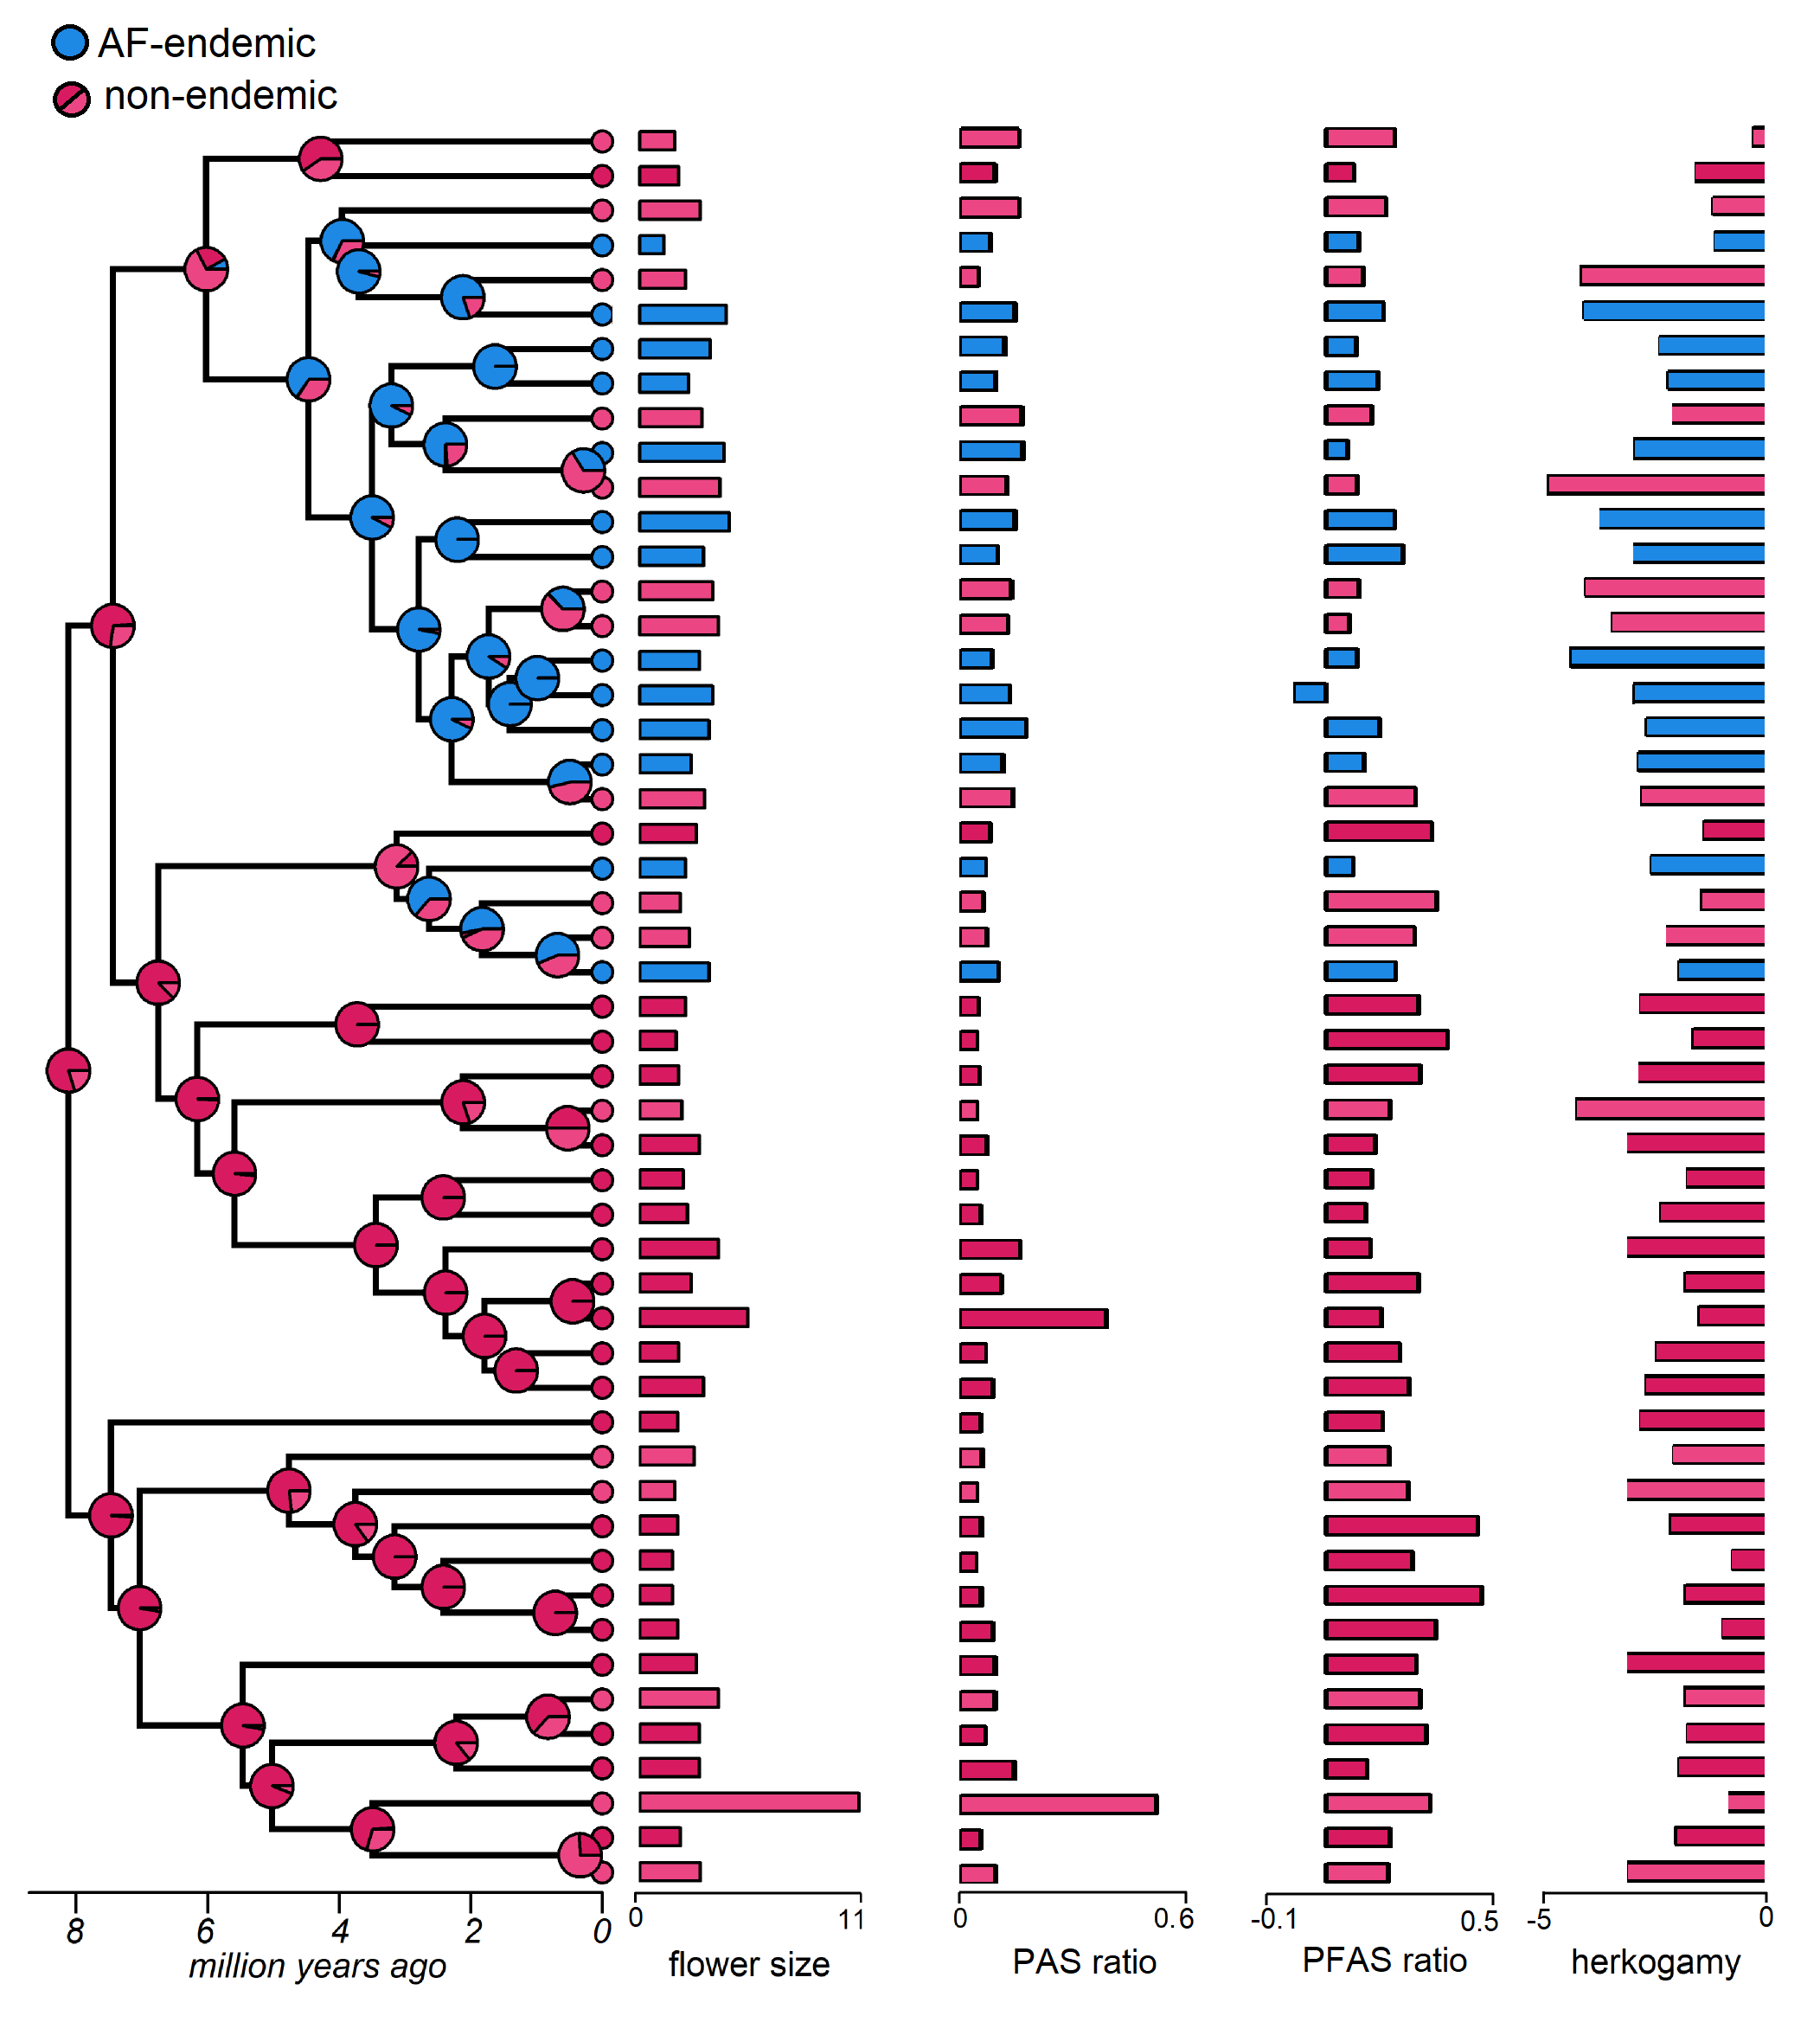 AF-endemic
non-endemic
8 6 4 2 0 0 11 0 0.6 -0.1 0.5 -5 0
million years ago flower size PAS ratio PFAS ratio herkogamy